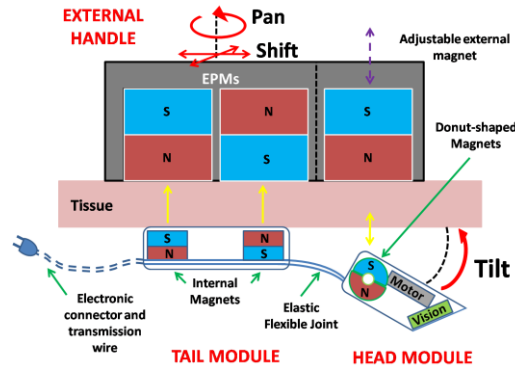 EXTERNAL
HANDLE
Pan
Shift
Adjustable external
magnet
EPMs
S
N
S
N
S
N
Donut-shaped
Magnets
Tissue
S
N
N
S
S
N
Motor
Vision
Tilt
Internal
Magnets
Electronic
connector and
transmission
wire
Elastic
Flexible Joint
TAIL MODULE
HEAD MODULE